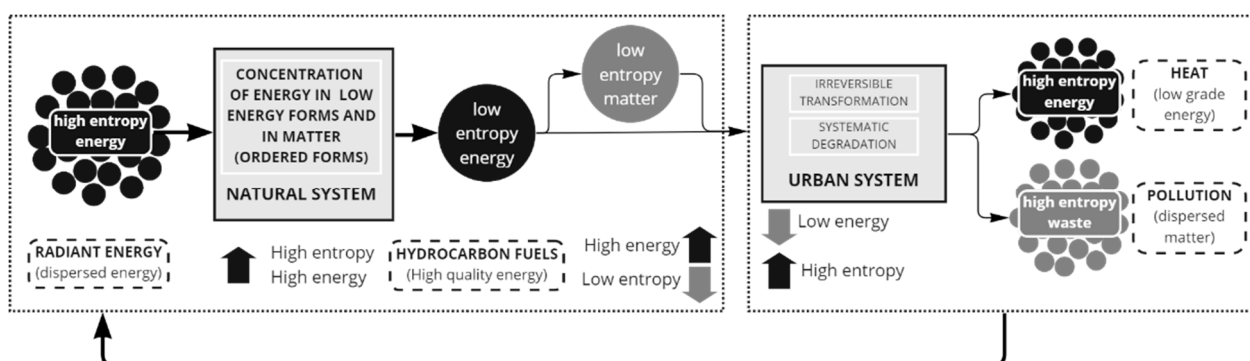 high entropy
energy
CONCENTRATION
OF ENERGY IN LOW
ENERGY FORMS AND
IN MATTER
(ORDERED FORMS)
NATURAL SYSTEM
low
entropy
energy
low
entropy
matter
RADIANT ENERGY
(dispersed energy)
High entropy
High energy
HYDROCARBON FUELS
(High quality energy)
High energy
Low entropy
IRREVERSIBLE
TRANSFORMATION
SYSTEMATIC
DEGRADATION
URBAN SYSTEM
Low energy
High entropy
high entropy
energy
HEAT
(low grade
energy)
high entropy
waste
POLLUTION
(dispersed
matter)